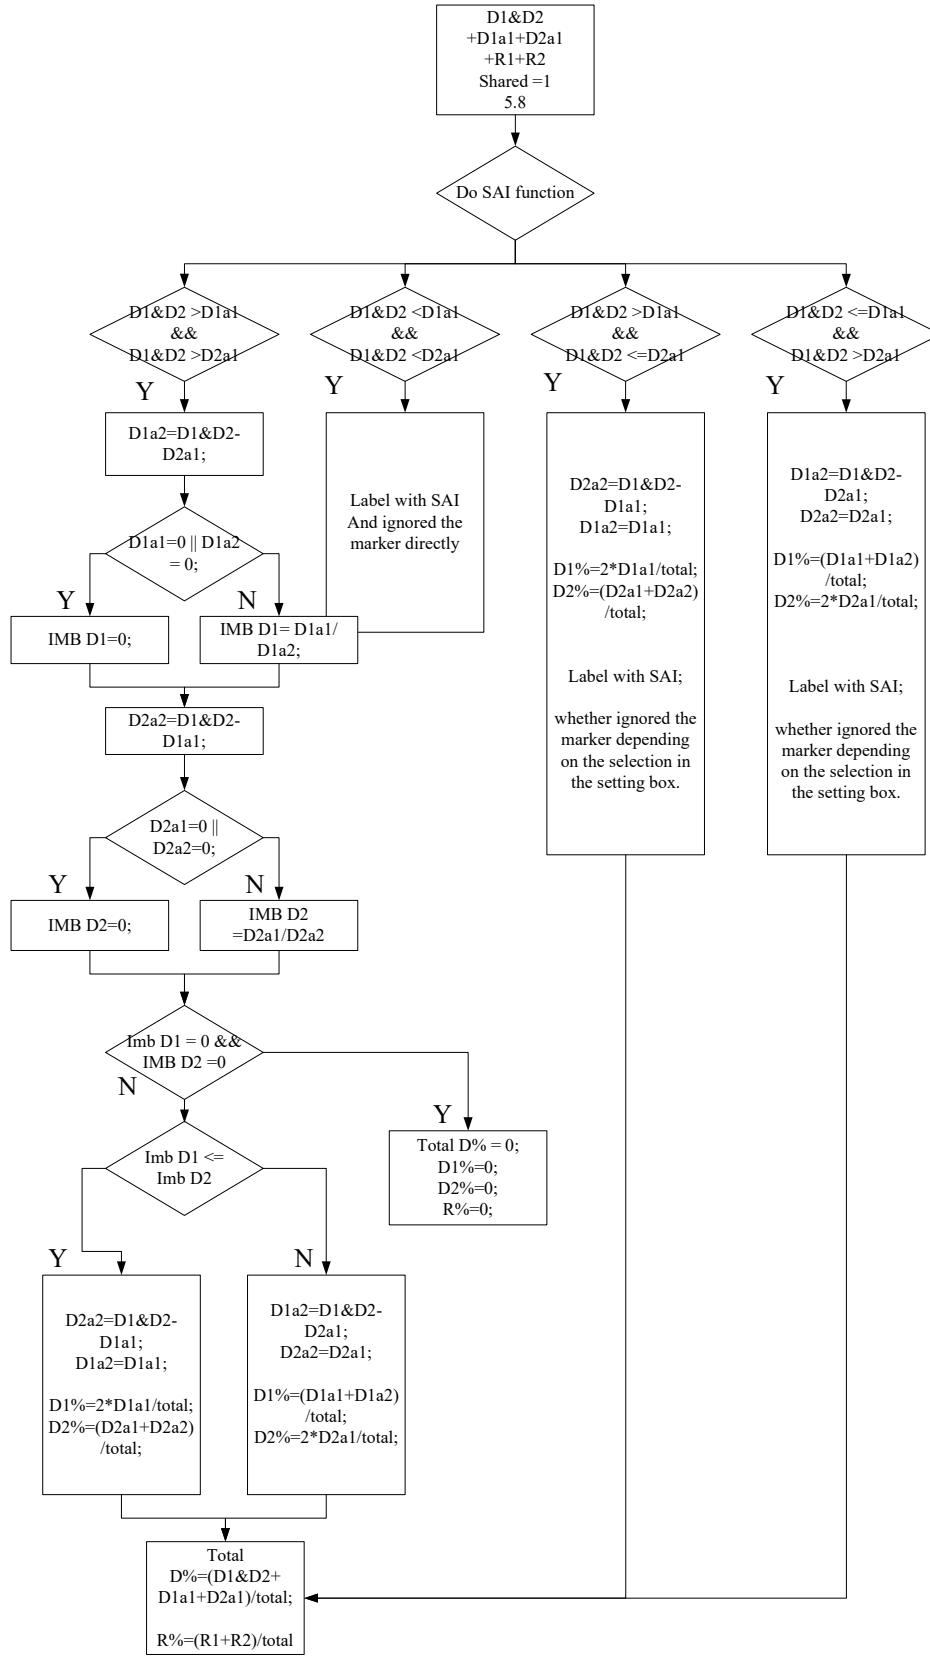 D1&D2
+D1a1+D2a1
+R1+R2
Shared =1
5.8
Do SAI function
D1&D2 >D1a1
&&
D1&D2 >D2a1
D1&D2 <D1a1
&&
D1&D2 <D2a1
D1&D2 >D1a1
&&
D1&D2 <=D2a1
D1&D2 <=D1a1
&&
D1&D2 >D2a1
Y
Y
Y
Y
D1a2=D1&D2-
D2a1;
Label with SAI
And ignored the
marker directly
D2a2=D1&D2-
D1a1;
D1a2=D1a1;
D1%=2*D1a1/total;
D2%=(D2a1+D2a2)
/total;
Label with SAI;
whether ignored the
marker depending
on the selection in
the setting box.
D1a2=D1&D2-
D2a1;
D2a2=D2a1;
D1%=(D1a1+D1a2)
/total;
D2%=2*D2a1/total;
Label with SAI;
whether ignored the
marker depending
on the selection in
the setting box.
D1a1=0 || D1a2
= 0;
Y
N
IMB D1=0;
IMB D1= D1a1/
D1a2;
D2a2=D1&D2-
D1a1;
D2a1=0 ||
D2a2=0;
Y
N
IMB D2=0;
IMB D2
=D2a1/D2a2
Imb D1 = 0 &&
IMB D2 =0
N
Y
Total D% = 0;
D1%=0;
D2%=0;
R%=0;
Imb D1 <=
Imb D2
Y
N
D2a2=D1&D2-
D1a1;
D1a2=D1a1;
D1%=2*D1a1/total;
D2%=(D2a1+D2a2)
/total;
D1a2=D1&D2-
D2a1;
D2a2=D2a1;
D1%=(D1a1+D1a2)
/total;
D2%=2*D2a1/total;
Total
D%=(D1&D2+
D1a1+D2a1)/total;
R%=(R1+R2)/total